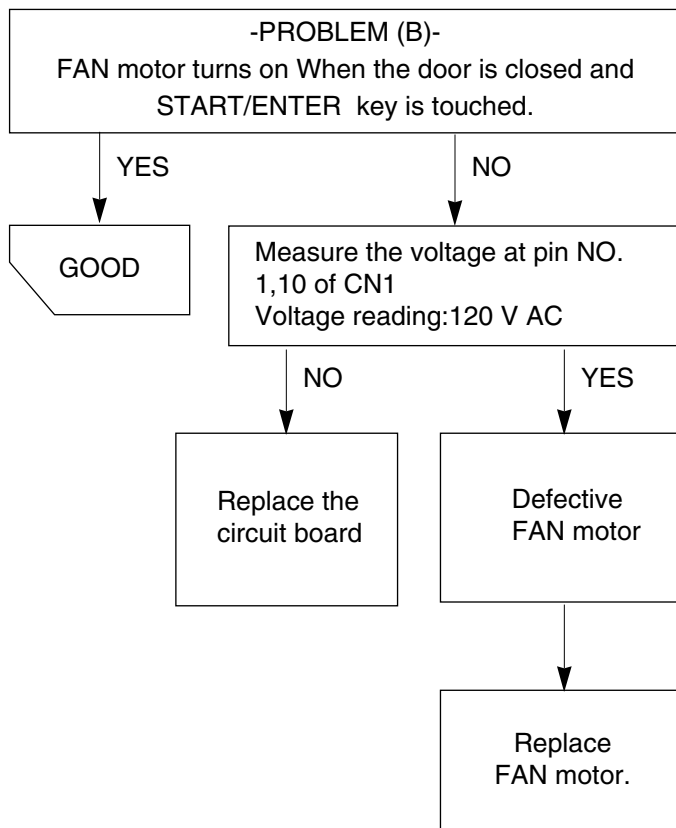 -PROBLEM (B)-
FAN motor turns on When the door is closed and
START/ENTER key is touched.
YES
NO
GOOD
Measure the voltage at pin NO.
1,10 of CN1
Voltage reading:120 V AC
NO
YES
Replace the
circuit board
Defective
FAN motor
Replace
FAN motor.